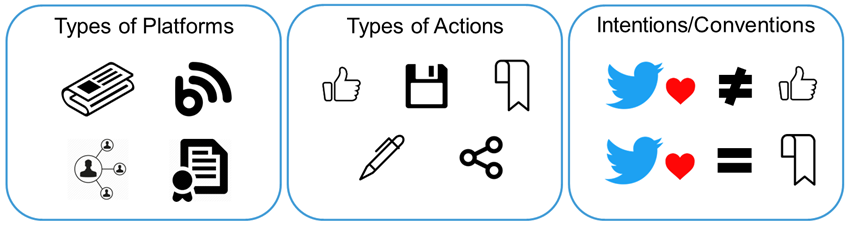 Types of Platforms
Types of Actions
Intentions/Conventions
≠
=